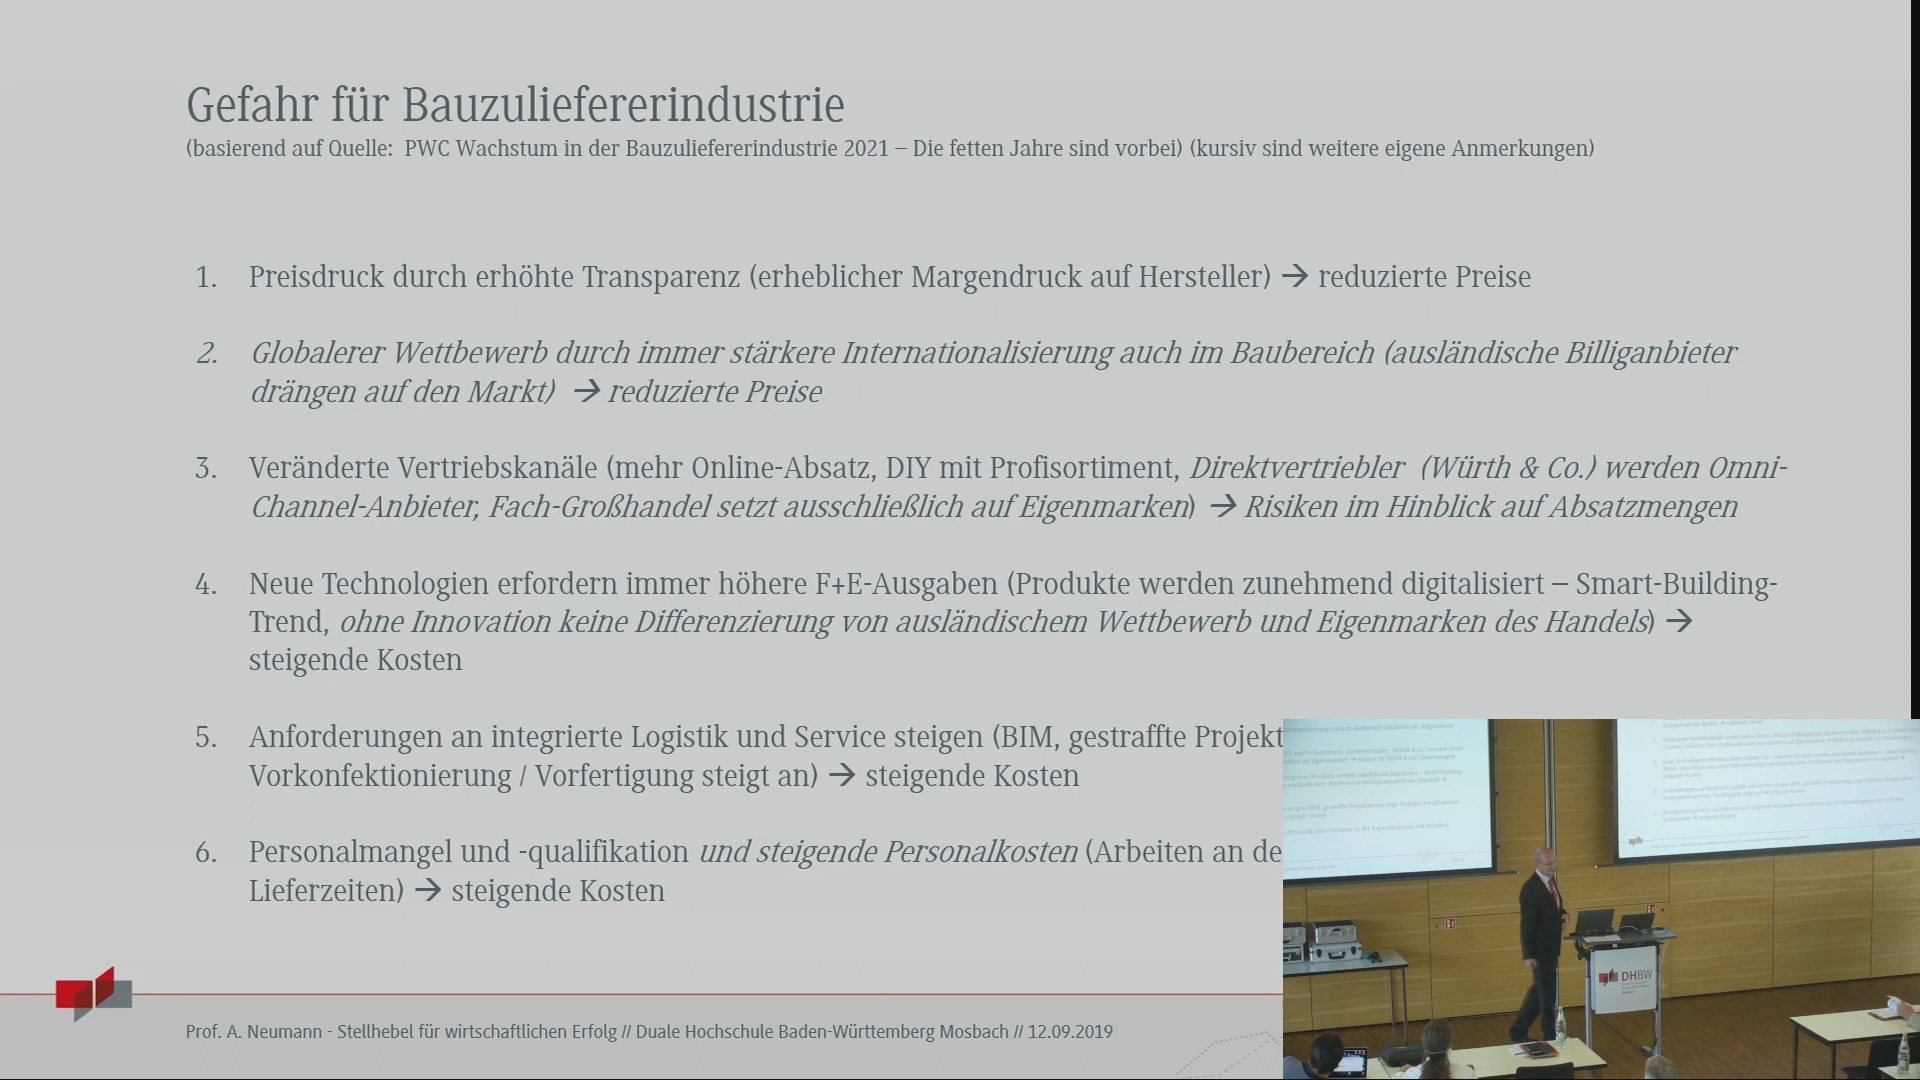 Gefahr für Bauzuliefererindustrie
(basierend auf Quelle: PWC Wachstum in der Bauzuliefererindustrie 2021 – Die fetten Jahre sind vorbei) (kursiv sind weitere eigene Anmerkungen)
1. Preisdruck durch erhöhte Transparenz (erheblicher Margendruck auf Hersteller) → reduzierte Preise
2. Globalerer Wettbewerb durch immer stärkere Internationalisierung auch im Baubereich (ausländische Billiganbieter
drängen auf den Markt) → reduzierte Preise
3. Veränderte Vertriebskanäle (mehr Online-Absatz, DIY mit Profisortiment, Direktvertriebler (Würth & Co.) werden Omni-
Channel-Anbieter, Fach-Großhandel setzt ausschließlich auf Eigenmarken) → Risiken im Hinblick auf Absatzmengen
4. Neue Technologien erfordern immer höhere F+E-Ausgaben (Produkte werden zunehmend digitalisiert – Smart-Building-
Trend, ohne Innovation keine Differenzierung von ausländischem Wettbewerb und Eigenmarken des Handels) →
steigende Kosten
5. Anforderungen an integrierte Logistik und Service steigen (BIM, gestraffte Projekt
Vorkonfektionierung / Vorfertigung steigt an) → steigende Kosten
6. Personalmangel und -qualifikation und steigende Personalkosten (Arbeiten an de
Lieferzeiten) → steigende Kosten
Prof. A. Neumann - Stellhebel für wirtschaftlichen Erfolg // Duale Hochschule Baden-Württemberg Mosbach // 12.09.2019
DHBW